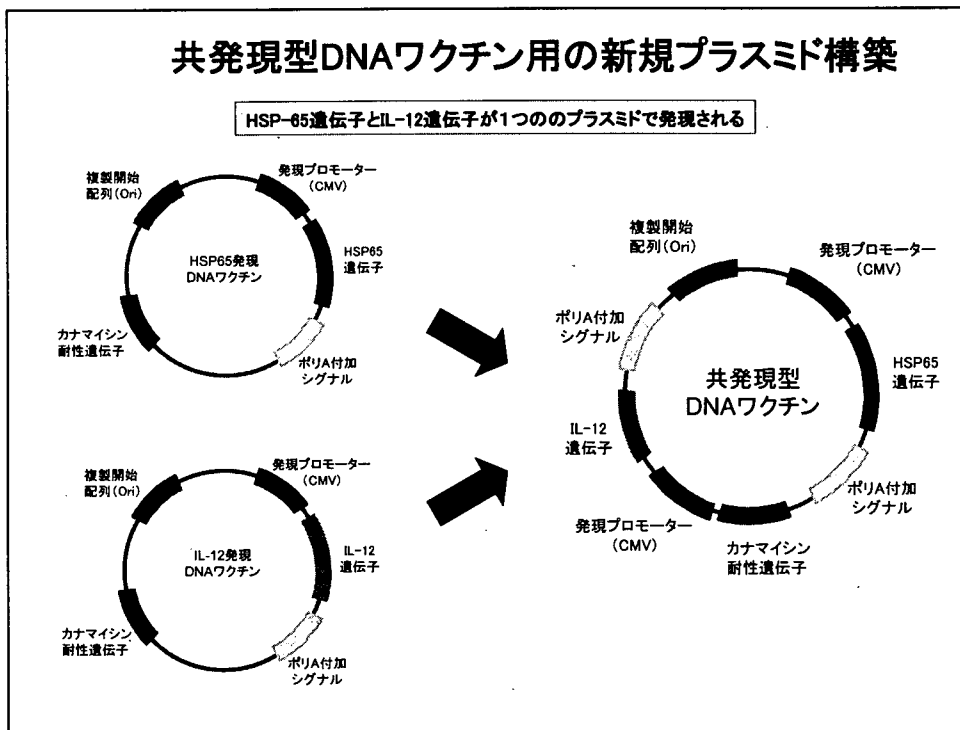 共発現型DNAワクチン用の新規プラスミド構築
HSP-65遺伝子とIL-12遺伝子が1つののプラスミドで発現される
複製開始
配列(Ori)
発現プロモーター
(CMV)
HSP65発現
DNAワクチン
HSP65
遺伝子
カナマイシン
耐性遺伝子
ポリA付加
シグナル
複製開始
配列(Ori)
発現プロモーター
(CMV)
IL-12発現
DNAワクチン
IL-12
遺伝子
カナマイシン
耐性遺伝子
ポリA付加
シグナル
複製開始
配列(Ori)
発現プロモーター
(CMV)
ポリA付加
シグナル
共発現型
DNAワクチン
HSP65
遺伝子
IL-12
遺伝子
ポリA付加
シグナル
発現プロモーター
(CMV)
カナマイシン
耐性遺伝子